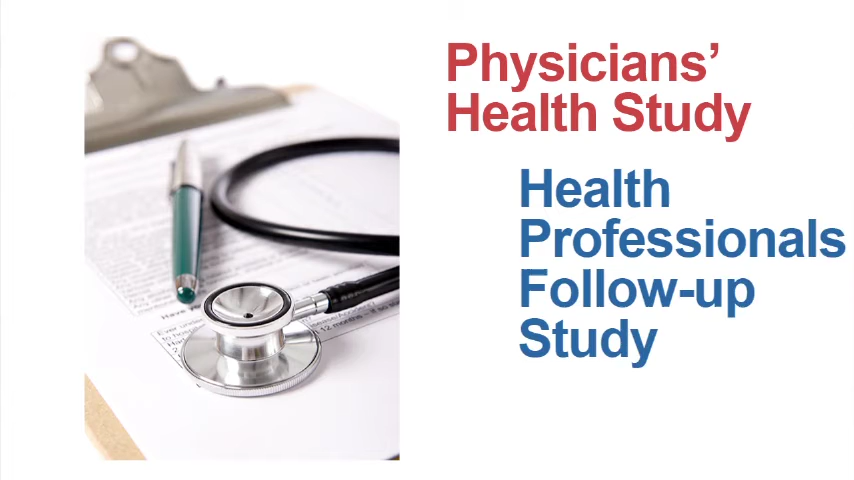 Physicians’
Health Study
Health
Professionals
Follow-up
Study